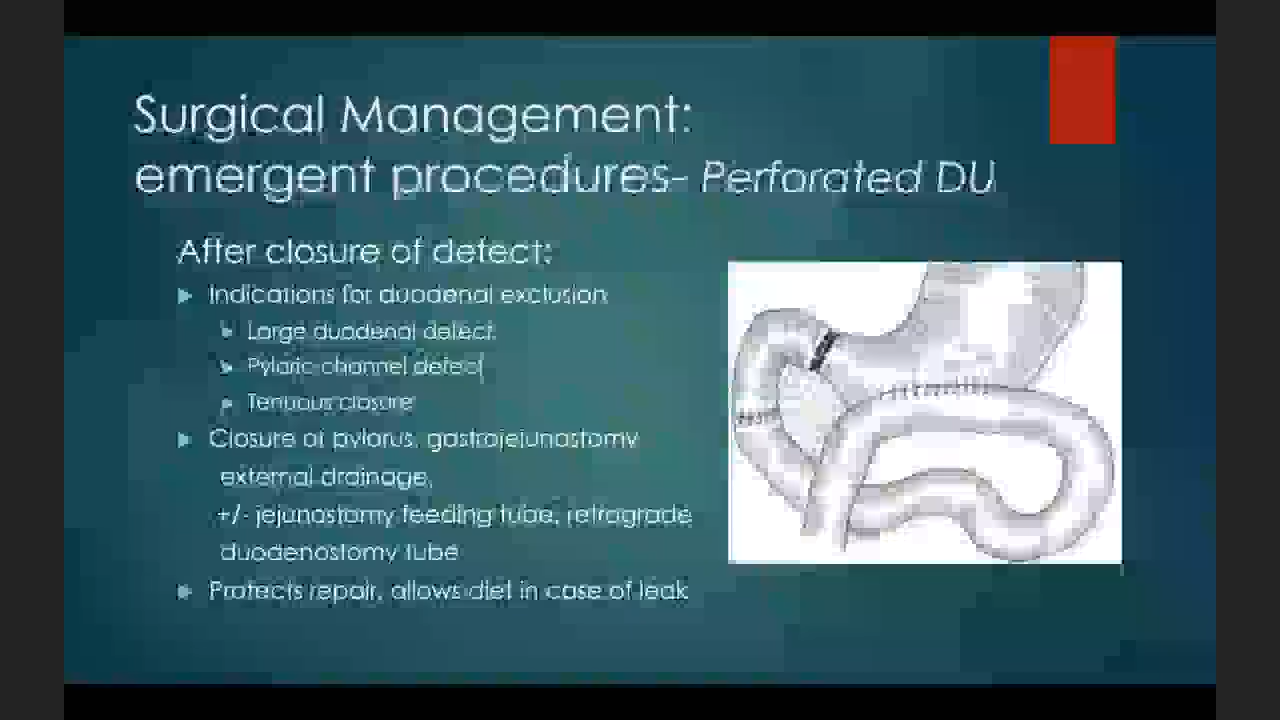 Surgical Management:
emergent procedures- Perforated DU
After closure of defect:
Indications for duodenal exclusion
Large duodenal defect
Pyloric channel defect
Tenuous closure
Closure of pylorus, gastrojejunostomy
external drainage,
+/- jejunostomy feeding tube, retrograde
duodenostomy tube
Protects repair, allows diet in case of leak